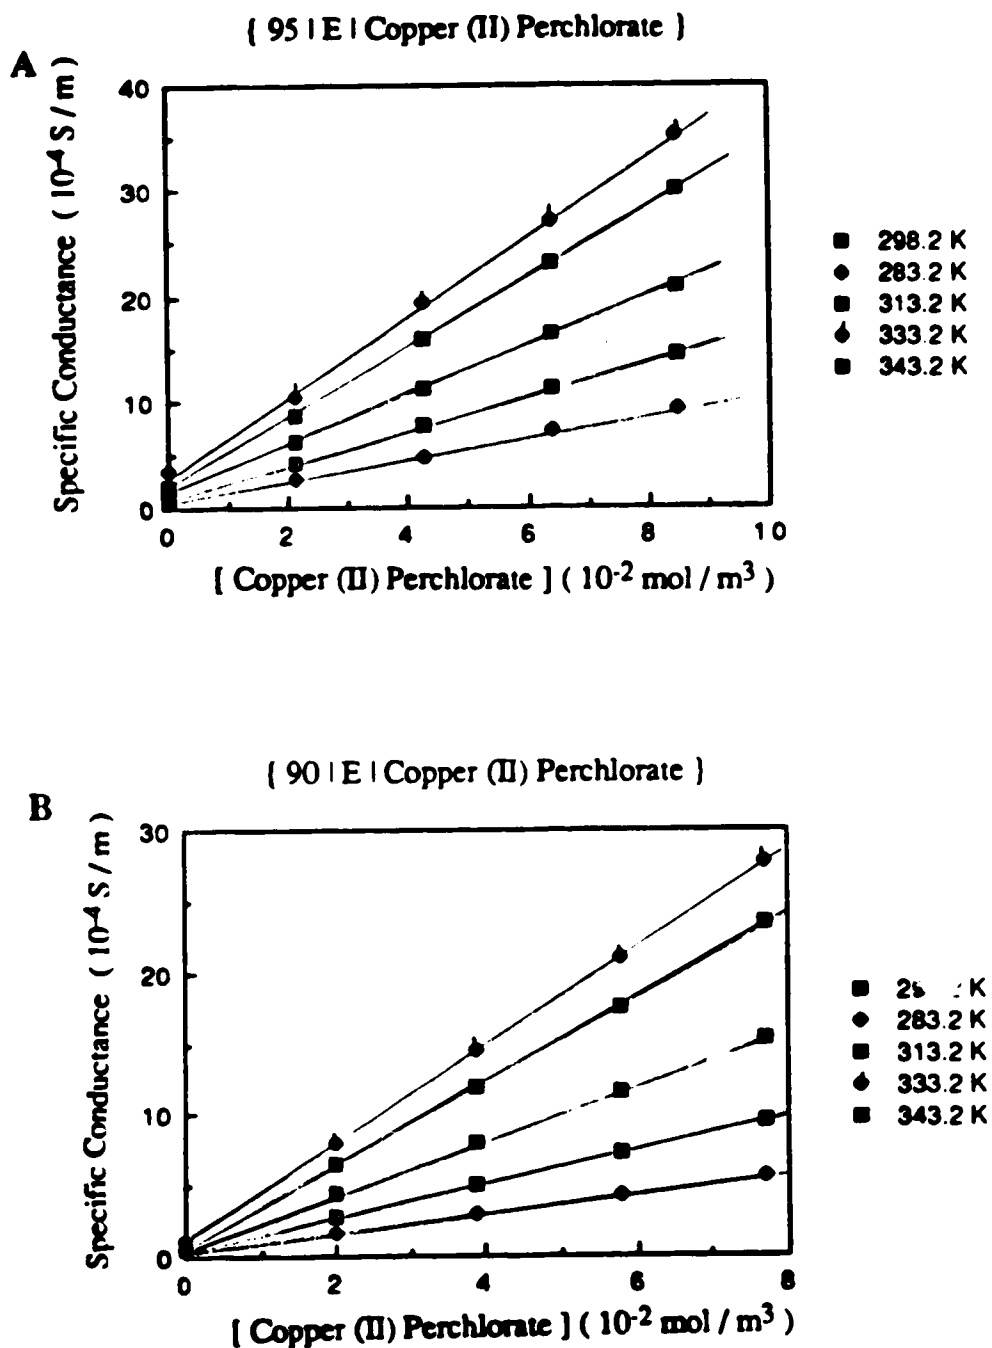 { 95 | E | Copper (II) Perchlorate }
A
Specific Conductance ( 10-4 S / m )
40
30
20
10
0
0 2 4 6 8 10
[ Copper (II) Perchlorate ] ( 10-2 mol / m3 )
298.2 K
283.2 K
313.2 K
333.2 K
343.2 K
{ 90 | E | Copper (II) Perchlorate }
B
Specific Conductance ( 10-4 S / m )
30
20
10
0
0 2 4 6 8
[ Copper (II) Perchlorate ] ( 10-2 mol / m3 )
K
283.2 K
313.2 K
333.2 K
343.2 K